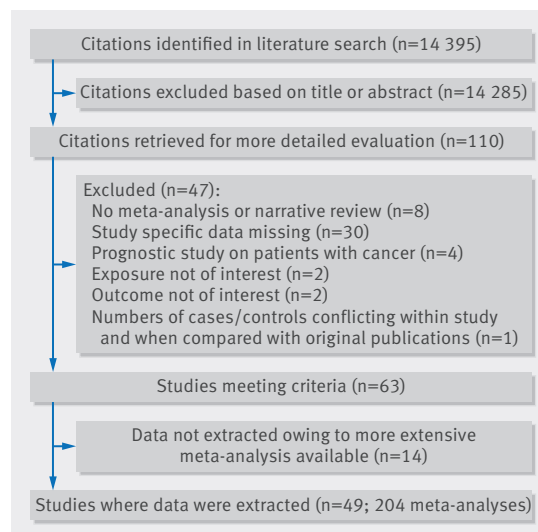 Citations identified in literature search (n=14 395)
Citations excluded based on title or abstract (n=14 285)
Citations retrieved for more detailed evaluation (n=110)
Excluded (n=47):
No meta-analysis or narrative review (n=8)
Study specific data missing (n=30)
Prognostic study on patients with cancer (n=4)
Exposure not of interest (n=2)
Outcome not of interest (n=2)
Numbers of cases/controls conflicting within study
and when compared with original publications (n=1)
Studies meeting criteria (n=63)
Data not extracted owing to more extensive
meta-analysis available (n=14)
Studies where data were extracted (n=49; 204 meta-analyses)